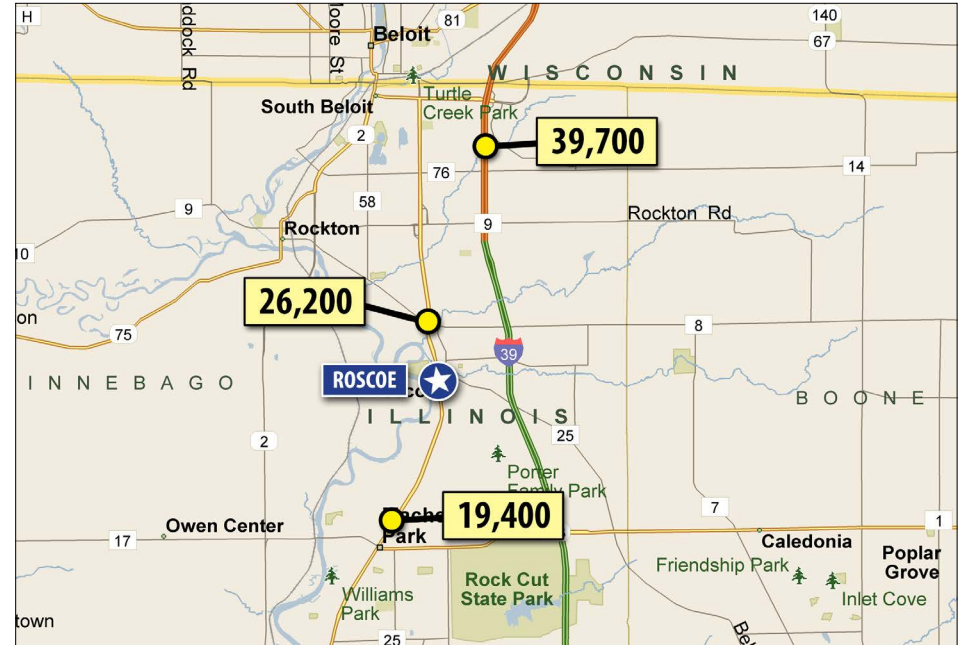 H
81
140
67
Beloit
ddock Rd
oore St
WISCONSIN
Turtle
Creek Park
South Beloit
2
39,700
76
14
58
9
Rockton Rd
9
Rockton
10
26,200
on
75
8
39
ROSCOE
INNEBAGO
BOONE
ILLINOIS
25
2
Porter
Family Park
19,400
Park
7
1
17
Owen Center
Caledonia
Friendship Park
Poplar
Grove
Rock Cut
State Park
Williams
Park
Inlet Cove
town
25